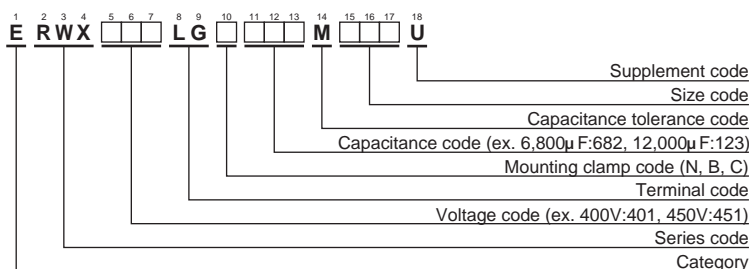 1 2 3 4 5 6 7 8 9 10 11 12 13 14 15 16 17 18
E RWX □□□ LG □ □□□ M □□□ U
Supplement code
Size code
Capacitance tolerance code
Capacitance code (ex. 6,800μF:682, 12,000μF:123)
Mounting clamp code (N, B, C)
Terminal code
Voltage code (ex. 400V:401, 450V:451)
Series code
Category